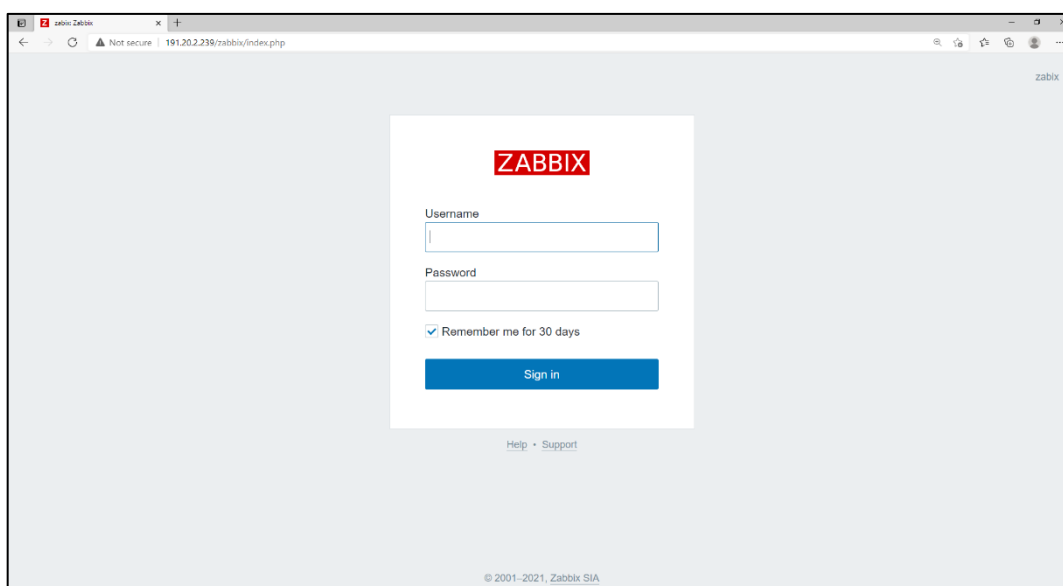 zabix: Zabbix
Not secure | 191.20.2.239/zabbix/index.php
zabix
ZABBIX
Username
Password
Remember me for 30 days
Sign in
Help • Support
© 2001–2021, Zabbix SIA